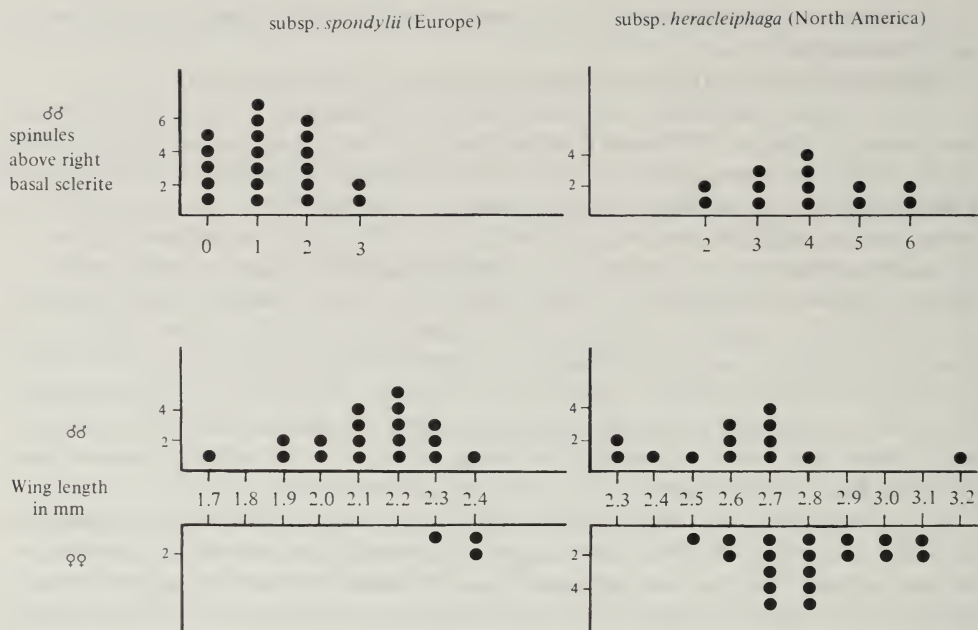 subsp. spondylii (Europe)
subsp. heracleiphaga (North America)
♂♂
spinules
above right
basal sclerite
6
4
2
0 1 2 3
4
2
2 3 4 5 6
♂♂
4
2
4
2
Wing length
in mm
1.7 1.8 1.9 2.0 2.1 2.2 2.3 2.4
2.3 2.4 2.5 2.6 2.7 2.8 2.9 3.0 3.1 3.2
♀♀
2
2
4